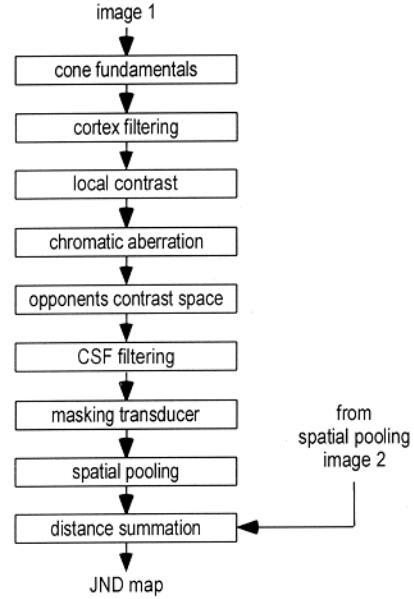 image 1
cone fundamentals
cortex filtering
local contrast
chromatic aberration
opponents contrast space
CSF filtering
masking transducer
from
spatial pooling
image 2
spatial pooling
distance summation
JND map